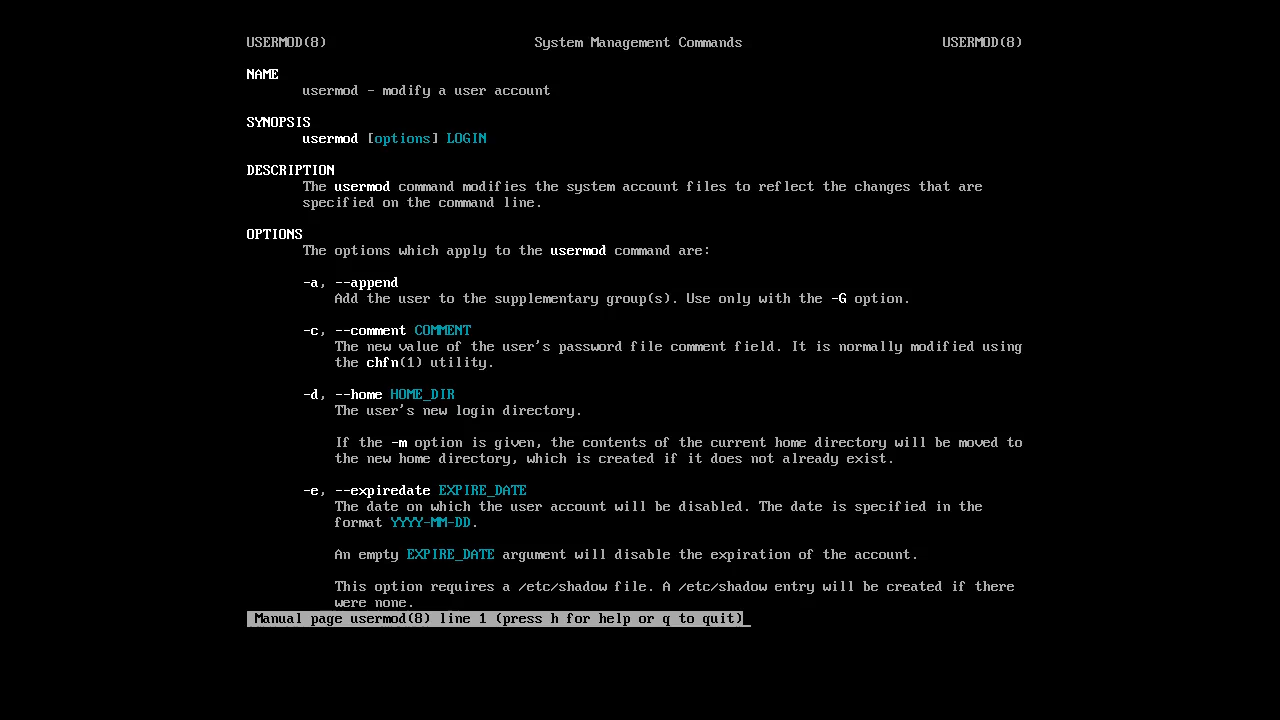 USERMOD(8) System Management Commands USERMOD(8)
NAME
usermod - modify a user account
SYNOPSIS
usermod [options] LOGIN
DESCRIPTION
The usermod command modifies the system account files to reflect the changes that are
specified on the command line.
OPTIONS
The options which apply to the usermod command are:
-a, --append
Add the user to the supplementary group(s). Use only with the -G option.
-c, --comment COMMENT
The new value of the user's password file comment field. It is normally modified using
the chfn(1) utility.
-d, --home HOME_DIR
The user's new login directory.
If the -m option is given, the contents of the current home directory will be moved to
the new home directory, which is created if it does not already exist.
-e, --expiredate EXPIRE_DATE
The date on which the user account will be disabled. The date is specified in the
format YYYY-MM-DD.
An empty EXPIRE_DATE argument will disable the expiration of the account.
This option requires a /etc/shadow file. A /etc/shadow entry will be created if there
were none.
Manual page usermod(8) line 1 (press h for help or q to quit)